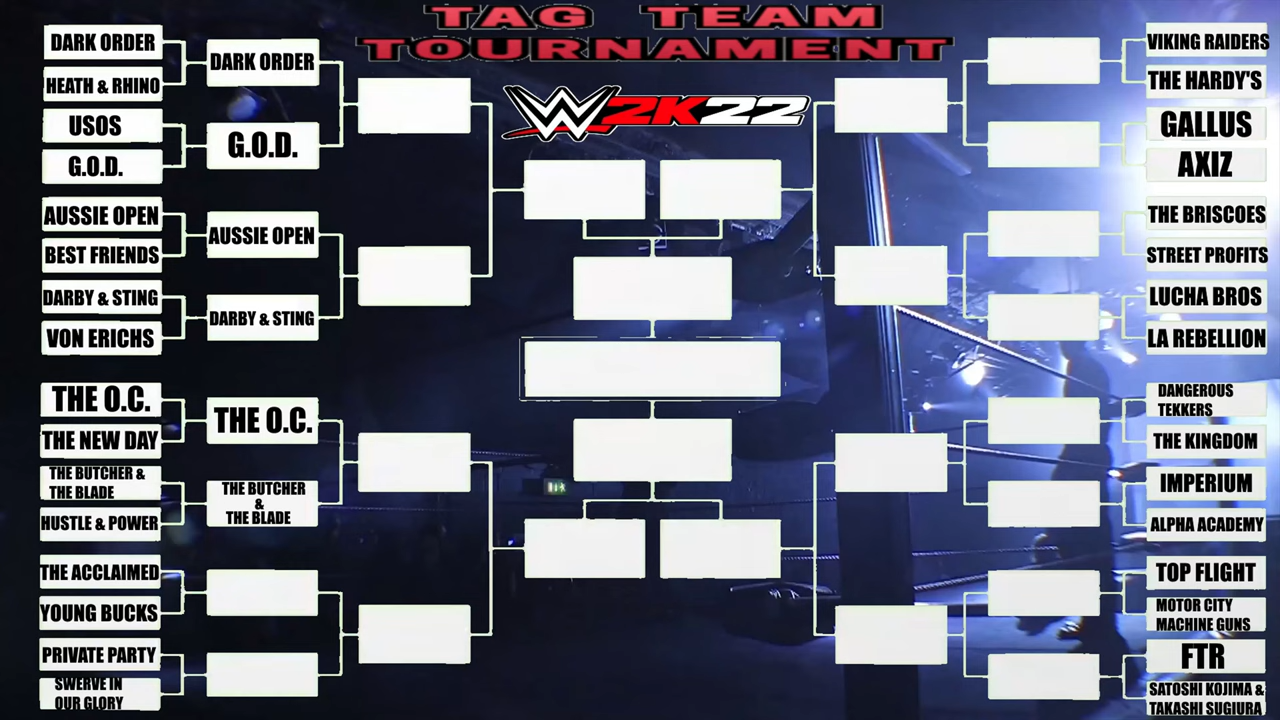 TAG TEAM
TOURNAMENT
WWE 2K22
DARK ORDER
HEATH & RHINO
USOS
G.O.D.
AUSSIE OPEN
BEST FRIENDS
DARBY & STING
VON ERICHS
THE O.C.
THE NEW DAY
THE BUTCHER &
THE BLADE
HUSTLE & POWER
THE ACCLAIMED
YOUNG BUCKS
PRIVATE PARTY
SWERVE IN
OUR GLORY
DARK ORDER
G.O.D.
AUSSIE OPEN
DARBY & STING
THE O.C.
THE BUTCHER
&
THE BLADE
VIKING RAIDERS
THE HARDY'S
GALLUS
AXIZ
THE BRISCOES
STREET PROFITS
LUCHA BROS
LA REBELLION
DANGEROUS
TEKKERS
THE KINGDOM
IMPERIUM
ALPHA ACADEMY
TOP FLIGHT
MOTOR CITY
MACHINE GUNS
FTR
SATOSHI KOJIMA &
TAKASHI SUGIURA